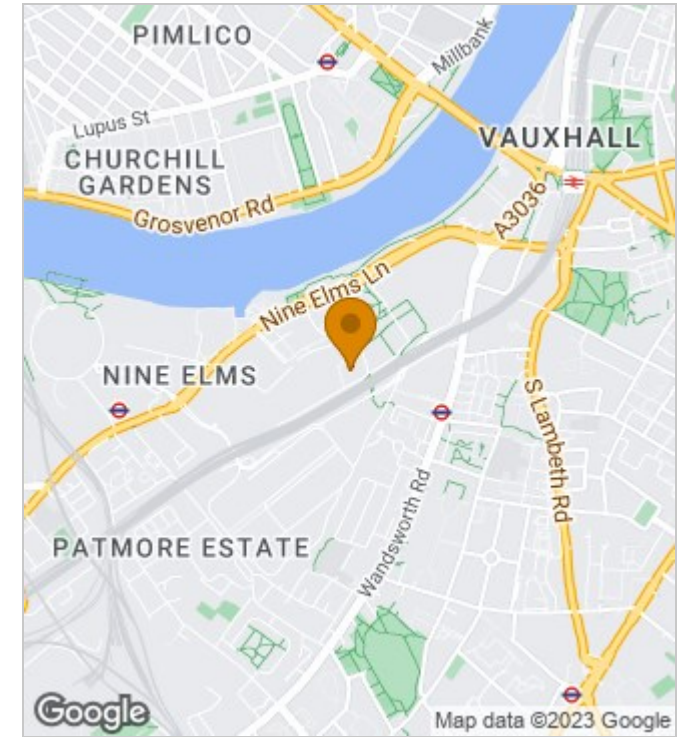 PIMLICO
Millbank
Lupus St
VAUXHALL
CHURCHILL
GARDENS
Grosvenor Rd
A3036
Nine Elms Ln
NINE ELMS
S Lambeth Rd
Wandsworth Rd
PATMORE ESTATE
Google
Map data ©2023 Google